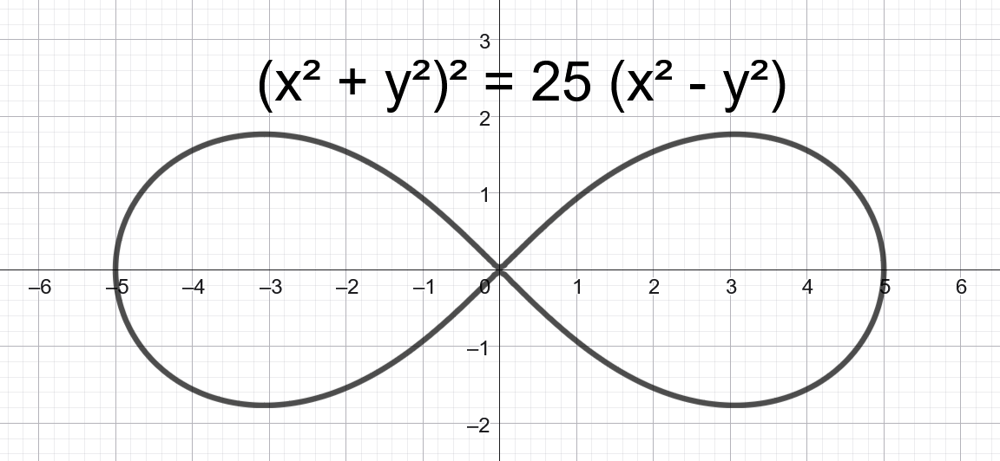 3
(x² + y²)² = 25 (x² - y²)
2
1
–6 –5 –4 –3 –2 –1 0 1 2 3 4 5 6
–1
–2